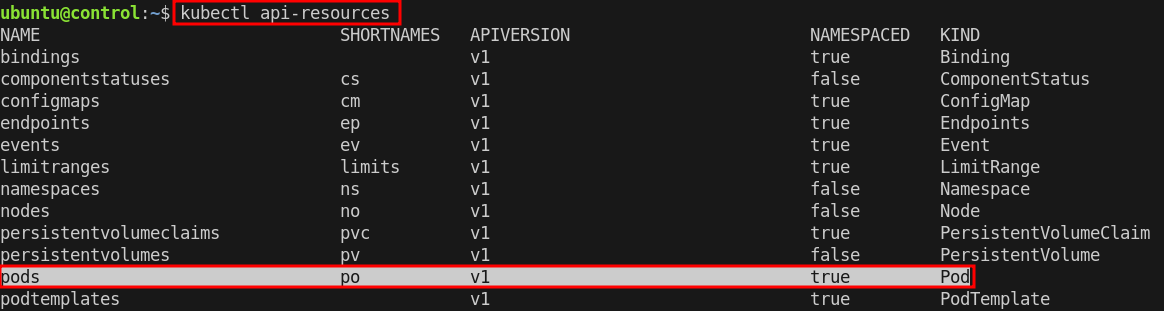 ubuntu@control:~$ kubectl api-resources
NAME SHORTNAMES APIVERSION NAMESPACED KIND
bindings v1 true Binding
componentstatuses cs v1 false ComponentStatus
configmaps cm v1 true ConfigMap
endpoints ep v1 true Endpoints
events ev v1 true Event
limitranges limits v1 true LimitRange
namespaces ns v1 false Namespace
nodes no v1 false Node
persistentvolumeclaims pvc v1 true PersistentVolumeClaim
persistentvolumes pv v1 false PersistentVolume
pods po v1 true Pod
podtemplates v1 true PodTemplate